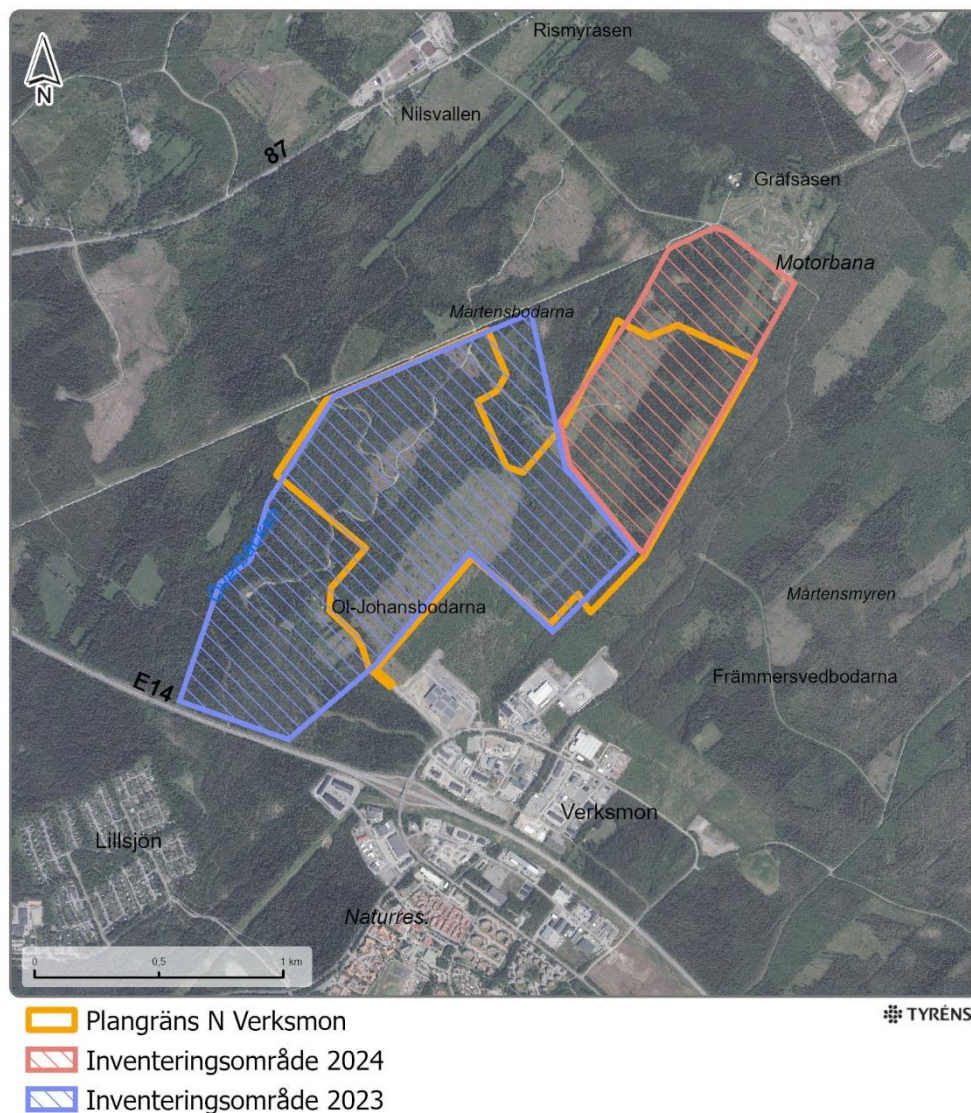 Rismyråsen
N
Nilsvallen
87
Gräfsåsen
Motorbana
Mårtensbodarna
Ol-Johansbodarna
Mårtensmyren
Främmersvedbodarna
E14
Verksmon
Lillsjön
Naturres.
0 0,5 1 km
Plangräns N Verksmon
TYRÉNS
Inventeringsområde 2024
Inventeringsområde 2023